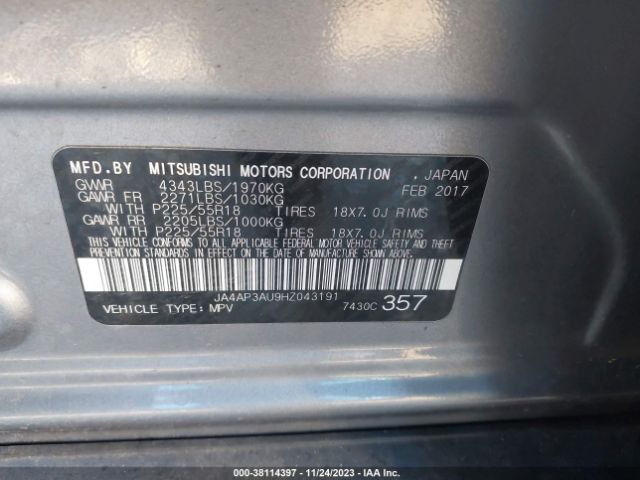 MFD.BY MITSUBISHI MOTORS CORPORATION . JAPAN
GVWR 4343LBS/1970KG FEB 2017
GAWR FR 2271LBS/1030KG
WITH P225/55R18 TIRES 18X7.0J RIMS
GAWR RR 2205LBS/1000KG
WITH P225/55R18 TIRES 18X7.0J RIMS
THIS VEHICLE CONFORMS TO ALL APPLICABLE FEDERAL MOTOR VEHICLE SAFETY AND THEFT
PREVENTION STANDARDS IN EFFECT ON THE DATE OF MANUFACTURE SHOWN ABOVE.
JA4AP3AU9HZ043191
VEHICLE TYPE: MPV 7430C 357
000-38114397 - 11/24/2023 - IAA Inc.